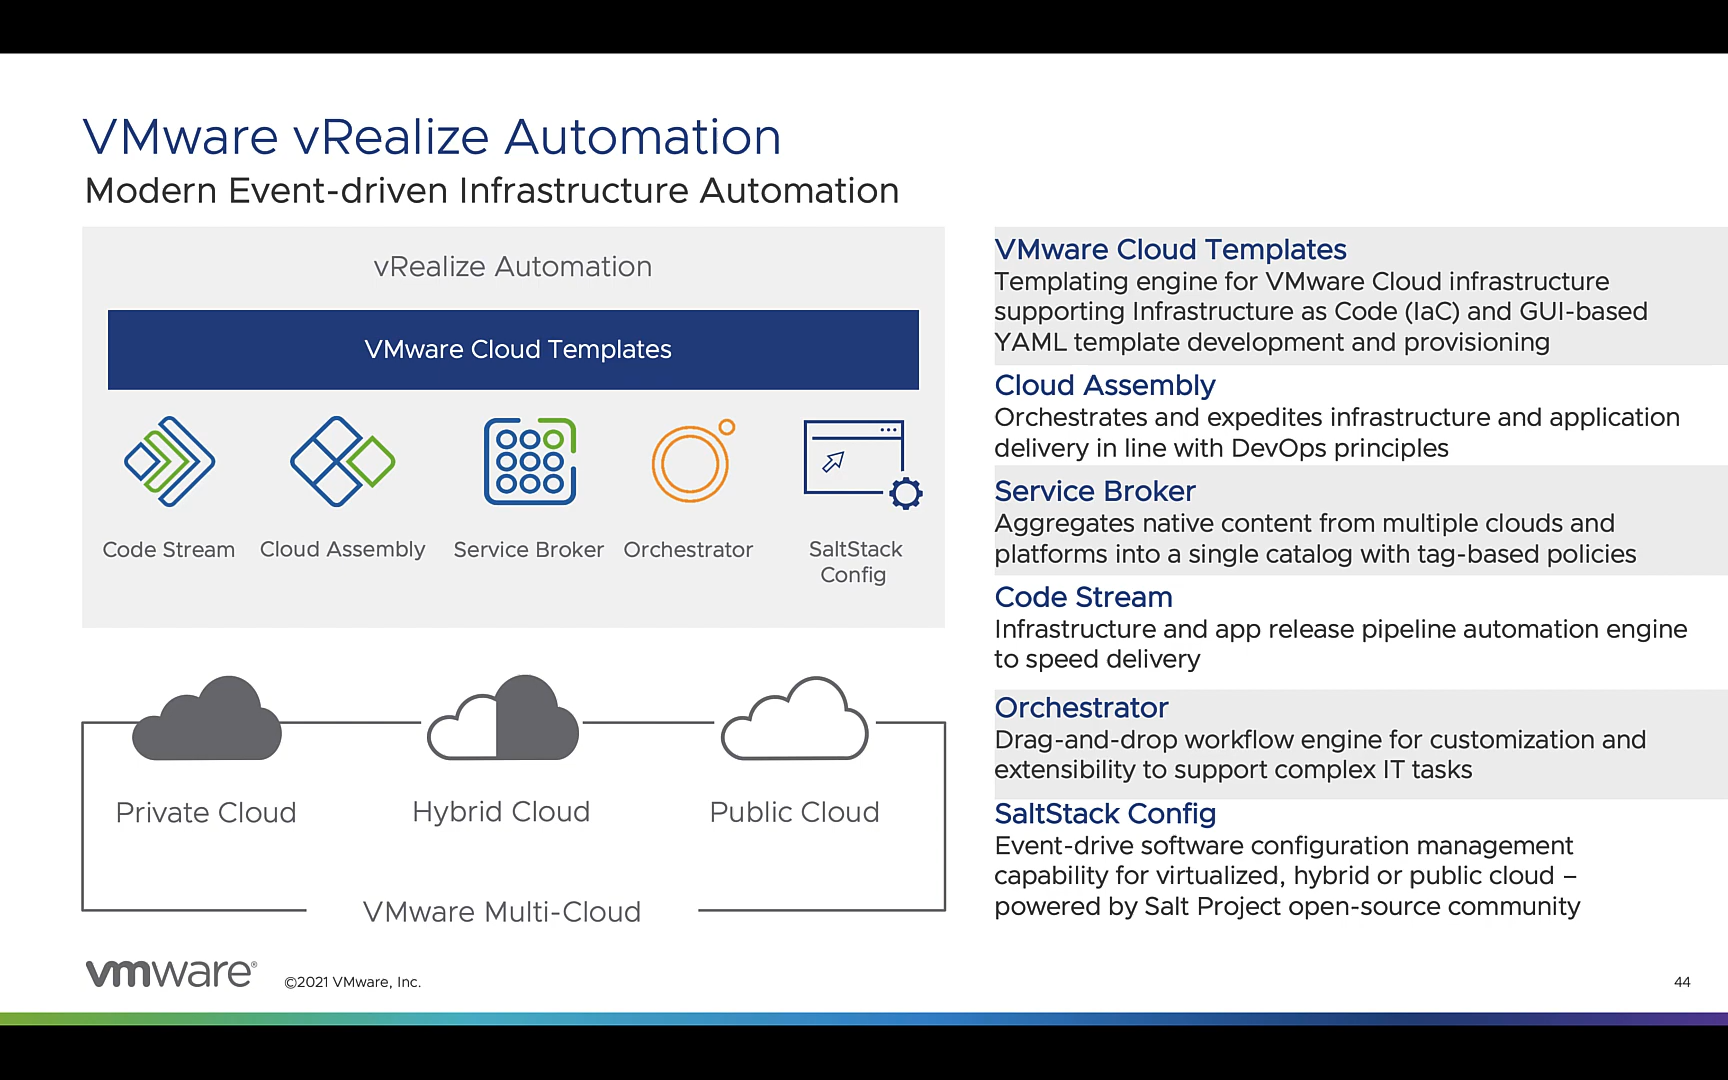 VMware vRealize Automation
Modern Event-driven Infrastructure Automation
vRealize Automation
VMware Cloud Templates
Code Stream
Cloud Assembly
Service Broker
Orchestrator
SaltStack
Config
Private Cloud
Hybrid Cloud
Public Cloud
VMware Multi-Cloud
VMware Cloud Templates
Templating engine for VMware Cloud infrastructure
supporting Infrastructure as Code (IaC) and GUI-based
YAML template development and provisioning
Cloud Assembly
Orchestrates and expedites infrastructure and application
delivery in line with DevOps principles
Service Broker
Aggregates native content from multiple clouds and
platforms into a single catalog with tag-based policies
Code Stream
Infrastructure and app release pipeline automation engine
to speed delivery
Orchestrator
Drag-and-drop workflow engine for customization and
extensibility to support complex IT tasks
SaltStack Config
Event-drive software configuration management
capability for virtualized, hybrid or public cloud –
powered by Salt Project open-source community
vmware®
©2021 VMware, Inc.
44